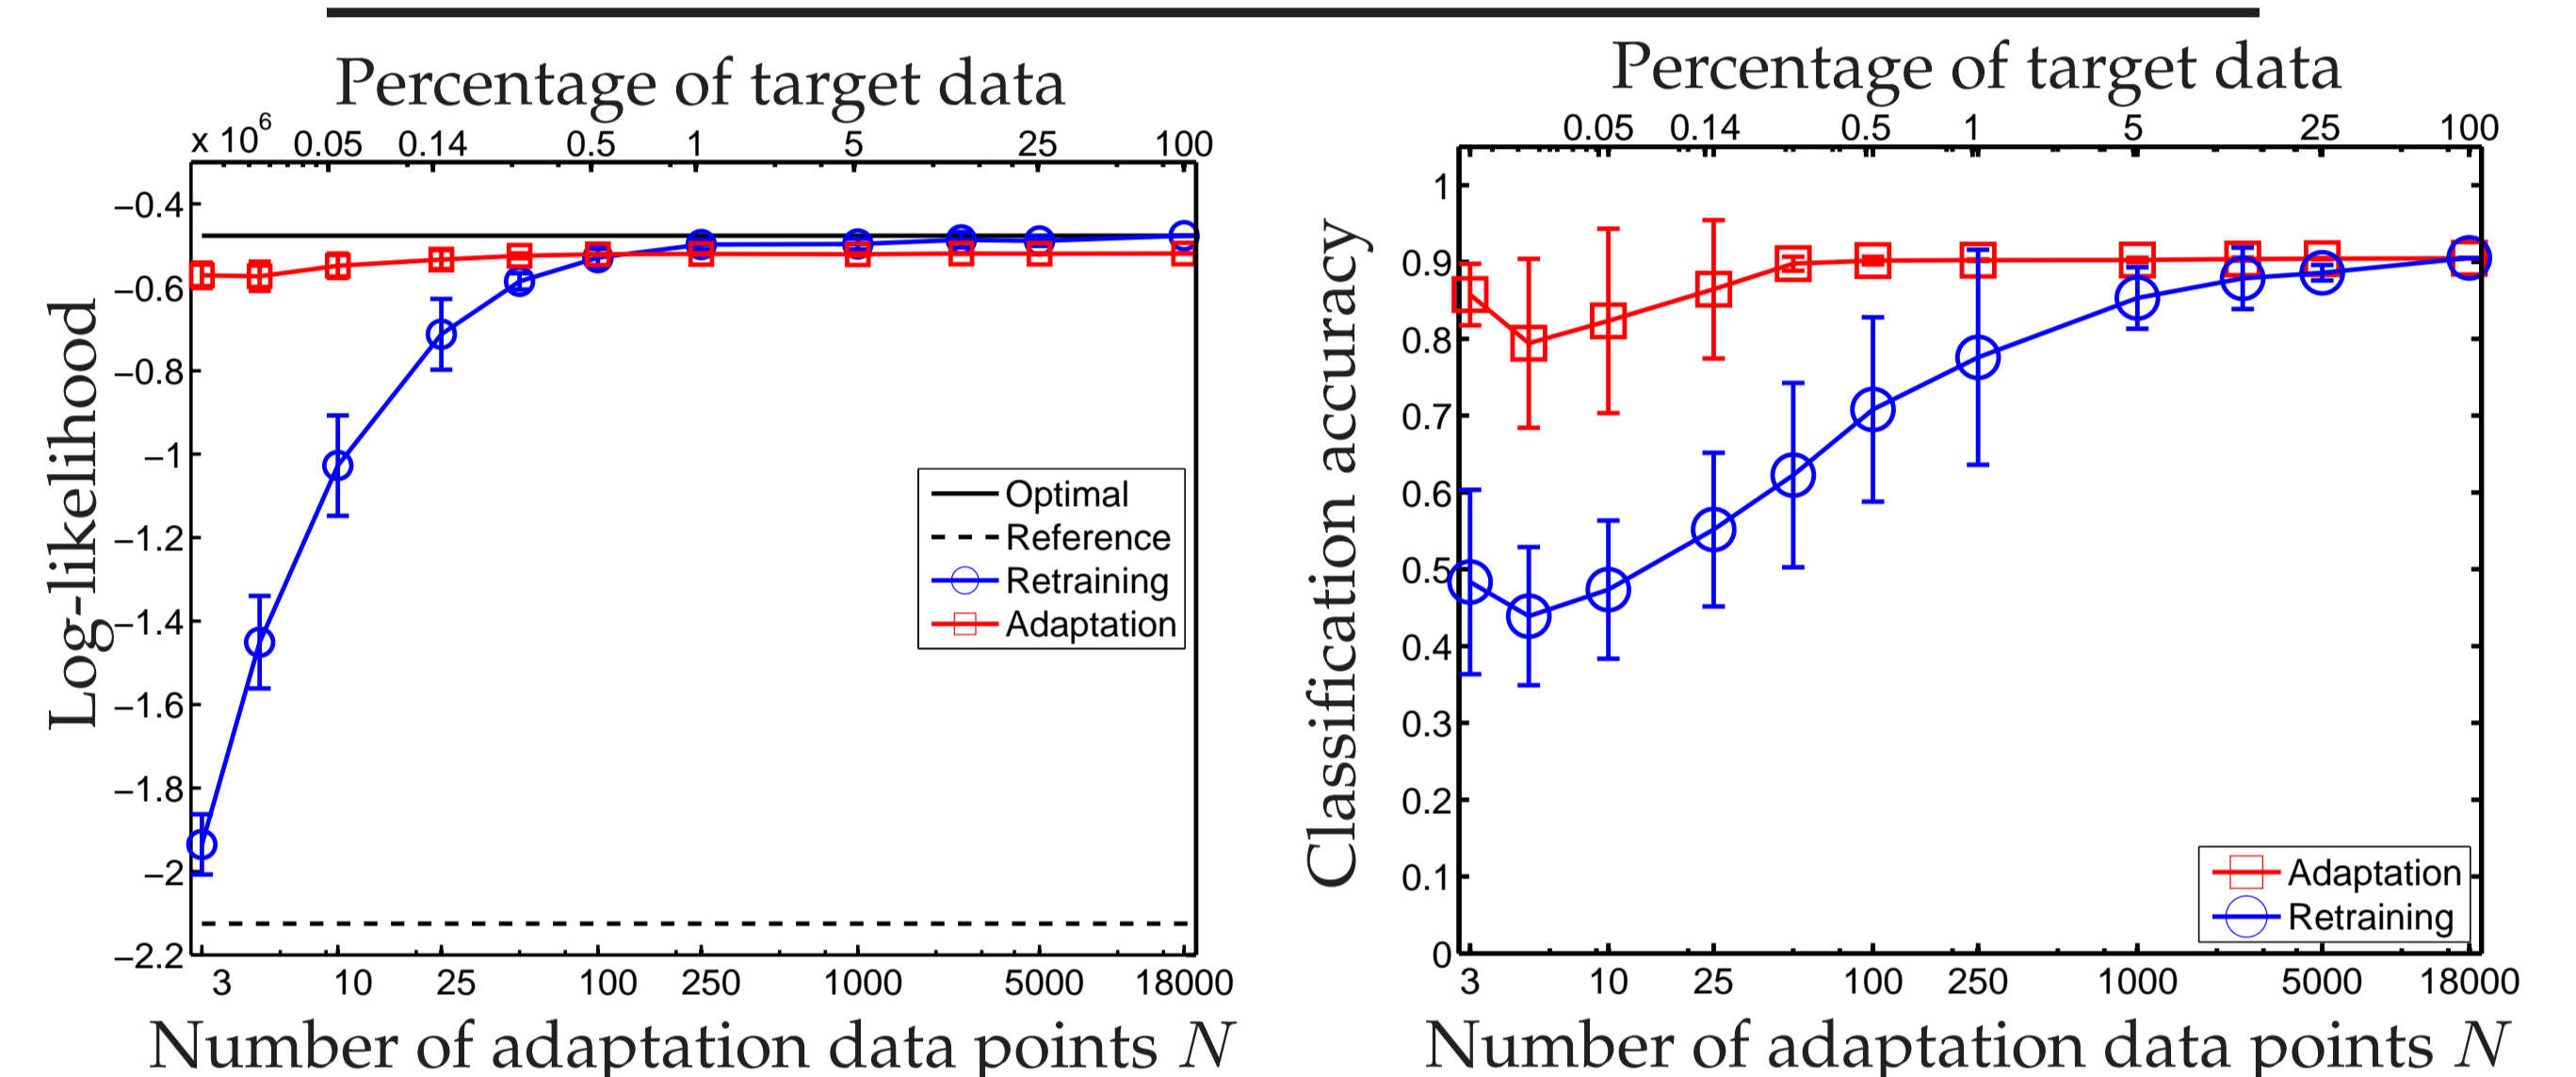 Percentage of target data
x 10^6 0.05 0.14 0.5 1 5 25 100
Log-likelihood
−0.4
−0.6
−0.8
−1
−1.2
−1.4
−1.6
−1.8
−2
−2.2
Optimal
Reference
Retraining
Adaptation
3 10 25 100 250 1000 5000 18000
Number of adaptation data points N
Percentage of target data
0.05 0.14 0.5 1 5 25 100
Classification accuracy
1
0.9
0.8
0.7
0.6
0.5
0.4
0.3
0.2
0.1
0
Adaptation
Retraining
3 10 25 100 250 1000 5000 18000
Number of adaptation data points N